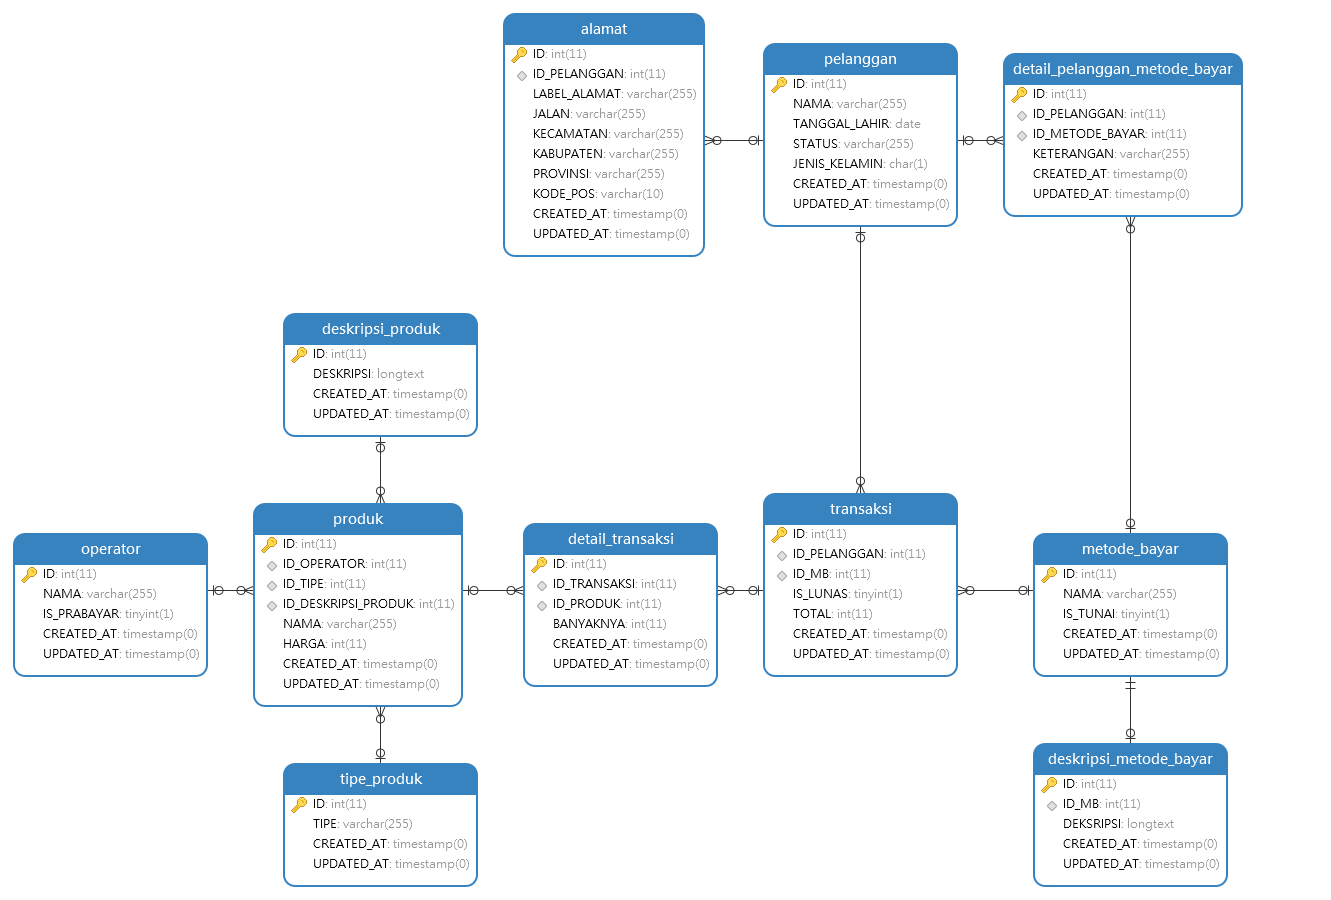 alamat
ID: int(11)
ID_PELANGGAN: int(11)
LABEL_ALAMAT: varchar(255)
JALAN: varchar(255)
KECAMATAN: varchar(255)
KABUPATEN: varchar(255)
PROVINSI: varchar(255)
KODE_POS: varchar(10)
CREATED_AT: timestamp(0)
UPDATED_AT: timestamp(0)
pelanggan
ID: int(11)
NAMA: varchar(255)
TANGGAL_LAHIR: date
STATUS: varchar(255)
JENIS_KELAMIN: char(1)
CREATED_AT: timestamp(0)
UPDATED_AT: timestamp(0)
detail_pelanggan_metode_bayar
ID: int(11)
ID_PELANGGAN: int(11)
ID_METODE_BAYAR: int(11)
KETERANGAN: varchar(255)
CREATED_AT: timestamp(0)
UPDATED_AT: timestamp(0)
deskripsi_produk
ID: int(11)
DESKRIPSI: longtext
CREATED_AT: timestamp(0)
UPDATED_AT: timestamp(0)
operator
ID: int(11)
NAMA: varchar(255)
IS_PRABAYAR: tinyint(1)
CREATED_AT: timestamp(0)
UPDATED_AT: timestamp(0)
produk
ID: int(11)
ID_OPERATOR: int(11)
ID_TIPE: int(11)
ID_DESKRIPSI_PRODUK: int(11)
NAMA: varchar(255)
HARGA: int(11)
CREATED_AT: timestamp(0)
UPDATED_AT: timestamp(0)
detail_transaksi
ID: int(11)
ID_TRANSAKSI: int(11)
ID_PRODUK: int(11)
BANYAKNYA: int(11)
CREATED_AT: timestamp(0)
UPDATED_AT: timestamp(0)
transaksi
ID: int(11)
ID_PELANGGAN: int(11)
ID_MB: int(11)
IS_LUNAS: tinyint(1)
TOTAL: int(11)
CREATED_AT: timestamp(0)
UPDATED_AT: timestamp(0)
metode_bayar
ID: int(11)
NAMA: varchar(255)
IS_TUNAI: tinyint(1)
CREATED_AT: timestamp(0)
UPDATED_AT: timestamp(0)
tipe_produk
ID: int(11)
TIPE: varchar(255)
CREATED_AT: timestamp(0)
UPDATED_AT: timestamp(0)
deskripsi_metode_bayar
ID: int(11)
ID_MB: int(11)
DEKSRIPSI: longtext
CREATED_AT: timestamp(0)
UPDATED_AT: timestamp(0)